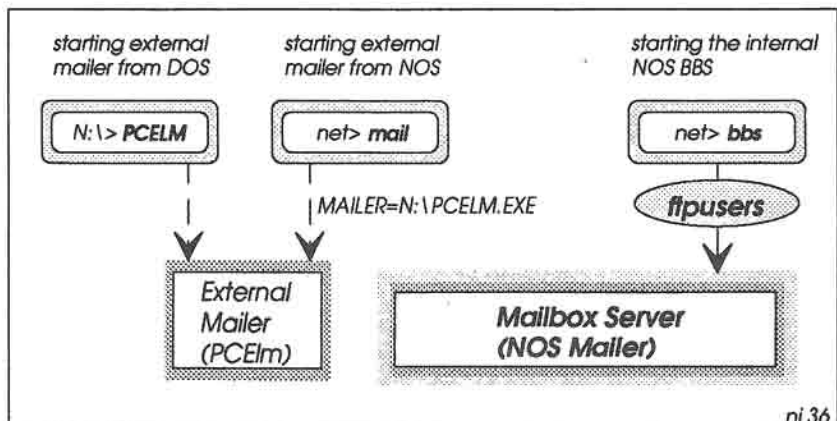 starting external
mailer from DOS
starting external
mailer from NOS
starting the internal
NOS BBS
N:\> PCELM
net> mail
net> bbs
MAILER=N:\PCELM.EXE
ftpusers
External
Mailer
(PCElm)
Mailbox Server
(NOS Mailer)
ni 36